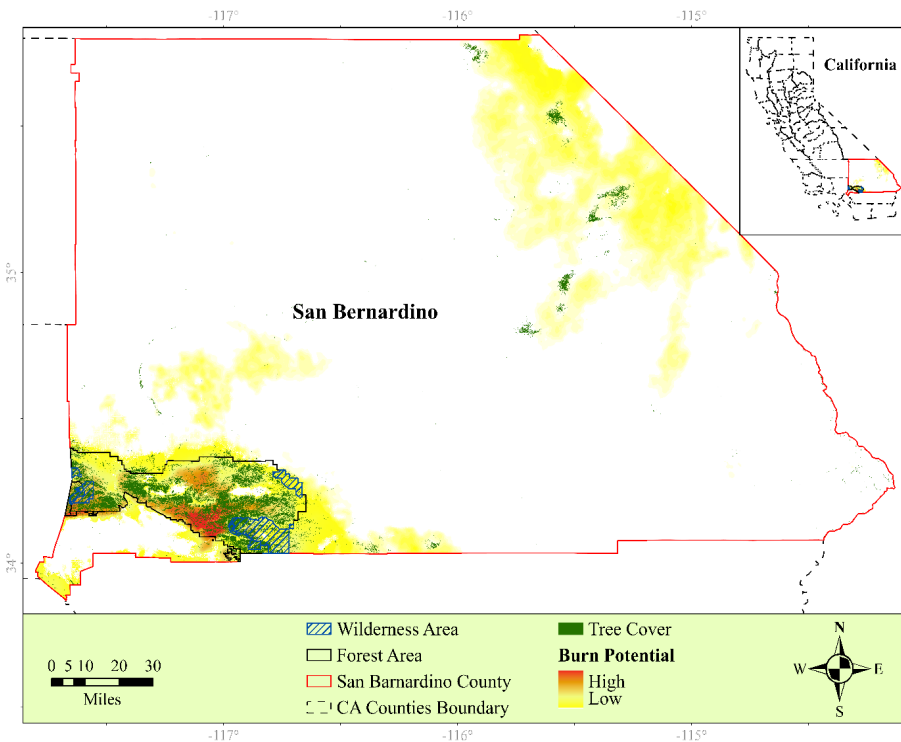 -117°
-116°
-115°
California
35°
San Bernardino
34°
Wilderness Area
Forest Area
San Barnardino County
CA Counties Boundary
Tree Cover
Burn Potential
High
Low
0 5 10 20 30
Miles
N
W E
S
-117°
-116°
-115°